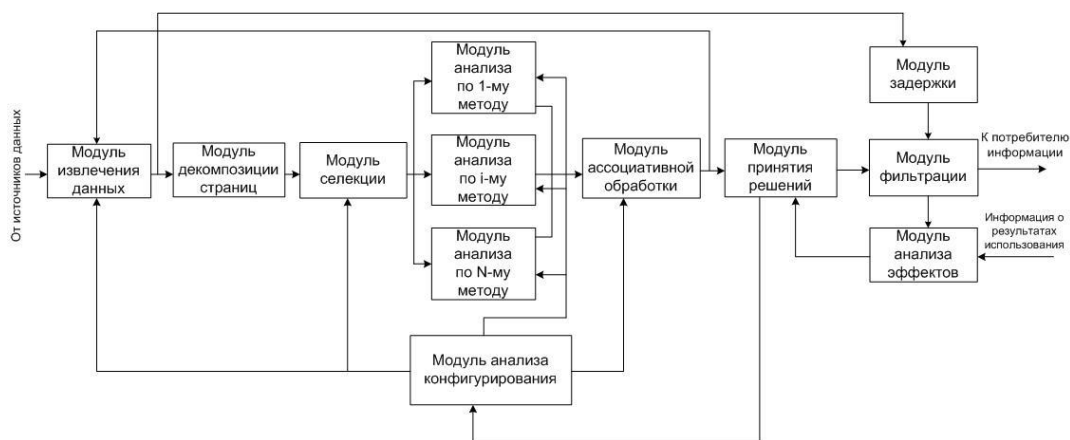 От источников данных
Модуль
извлечения
данных
Модуль
декомпозиции
страниц
Модуль
селекции
Модуль
анализа
по 1-му
методу
Модуль
анализа
по i-му
методу
Модуль
анализа
по N-му
методу
Модуль анализа
конфигурирования
Модуль
ассоциативной
обработки
Модуль
принятия
решений
Модуль
задержки
Модуль
фильтрации
Модуль
анализа
эффектов
К потребителю
информации
Информация о
результатах
использования